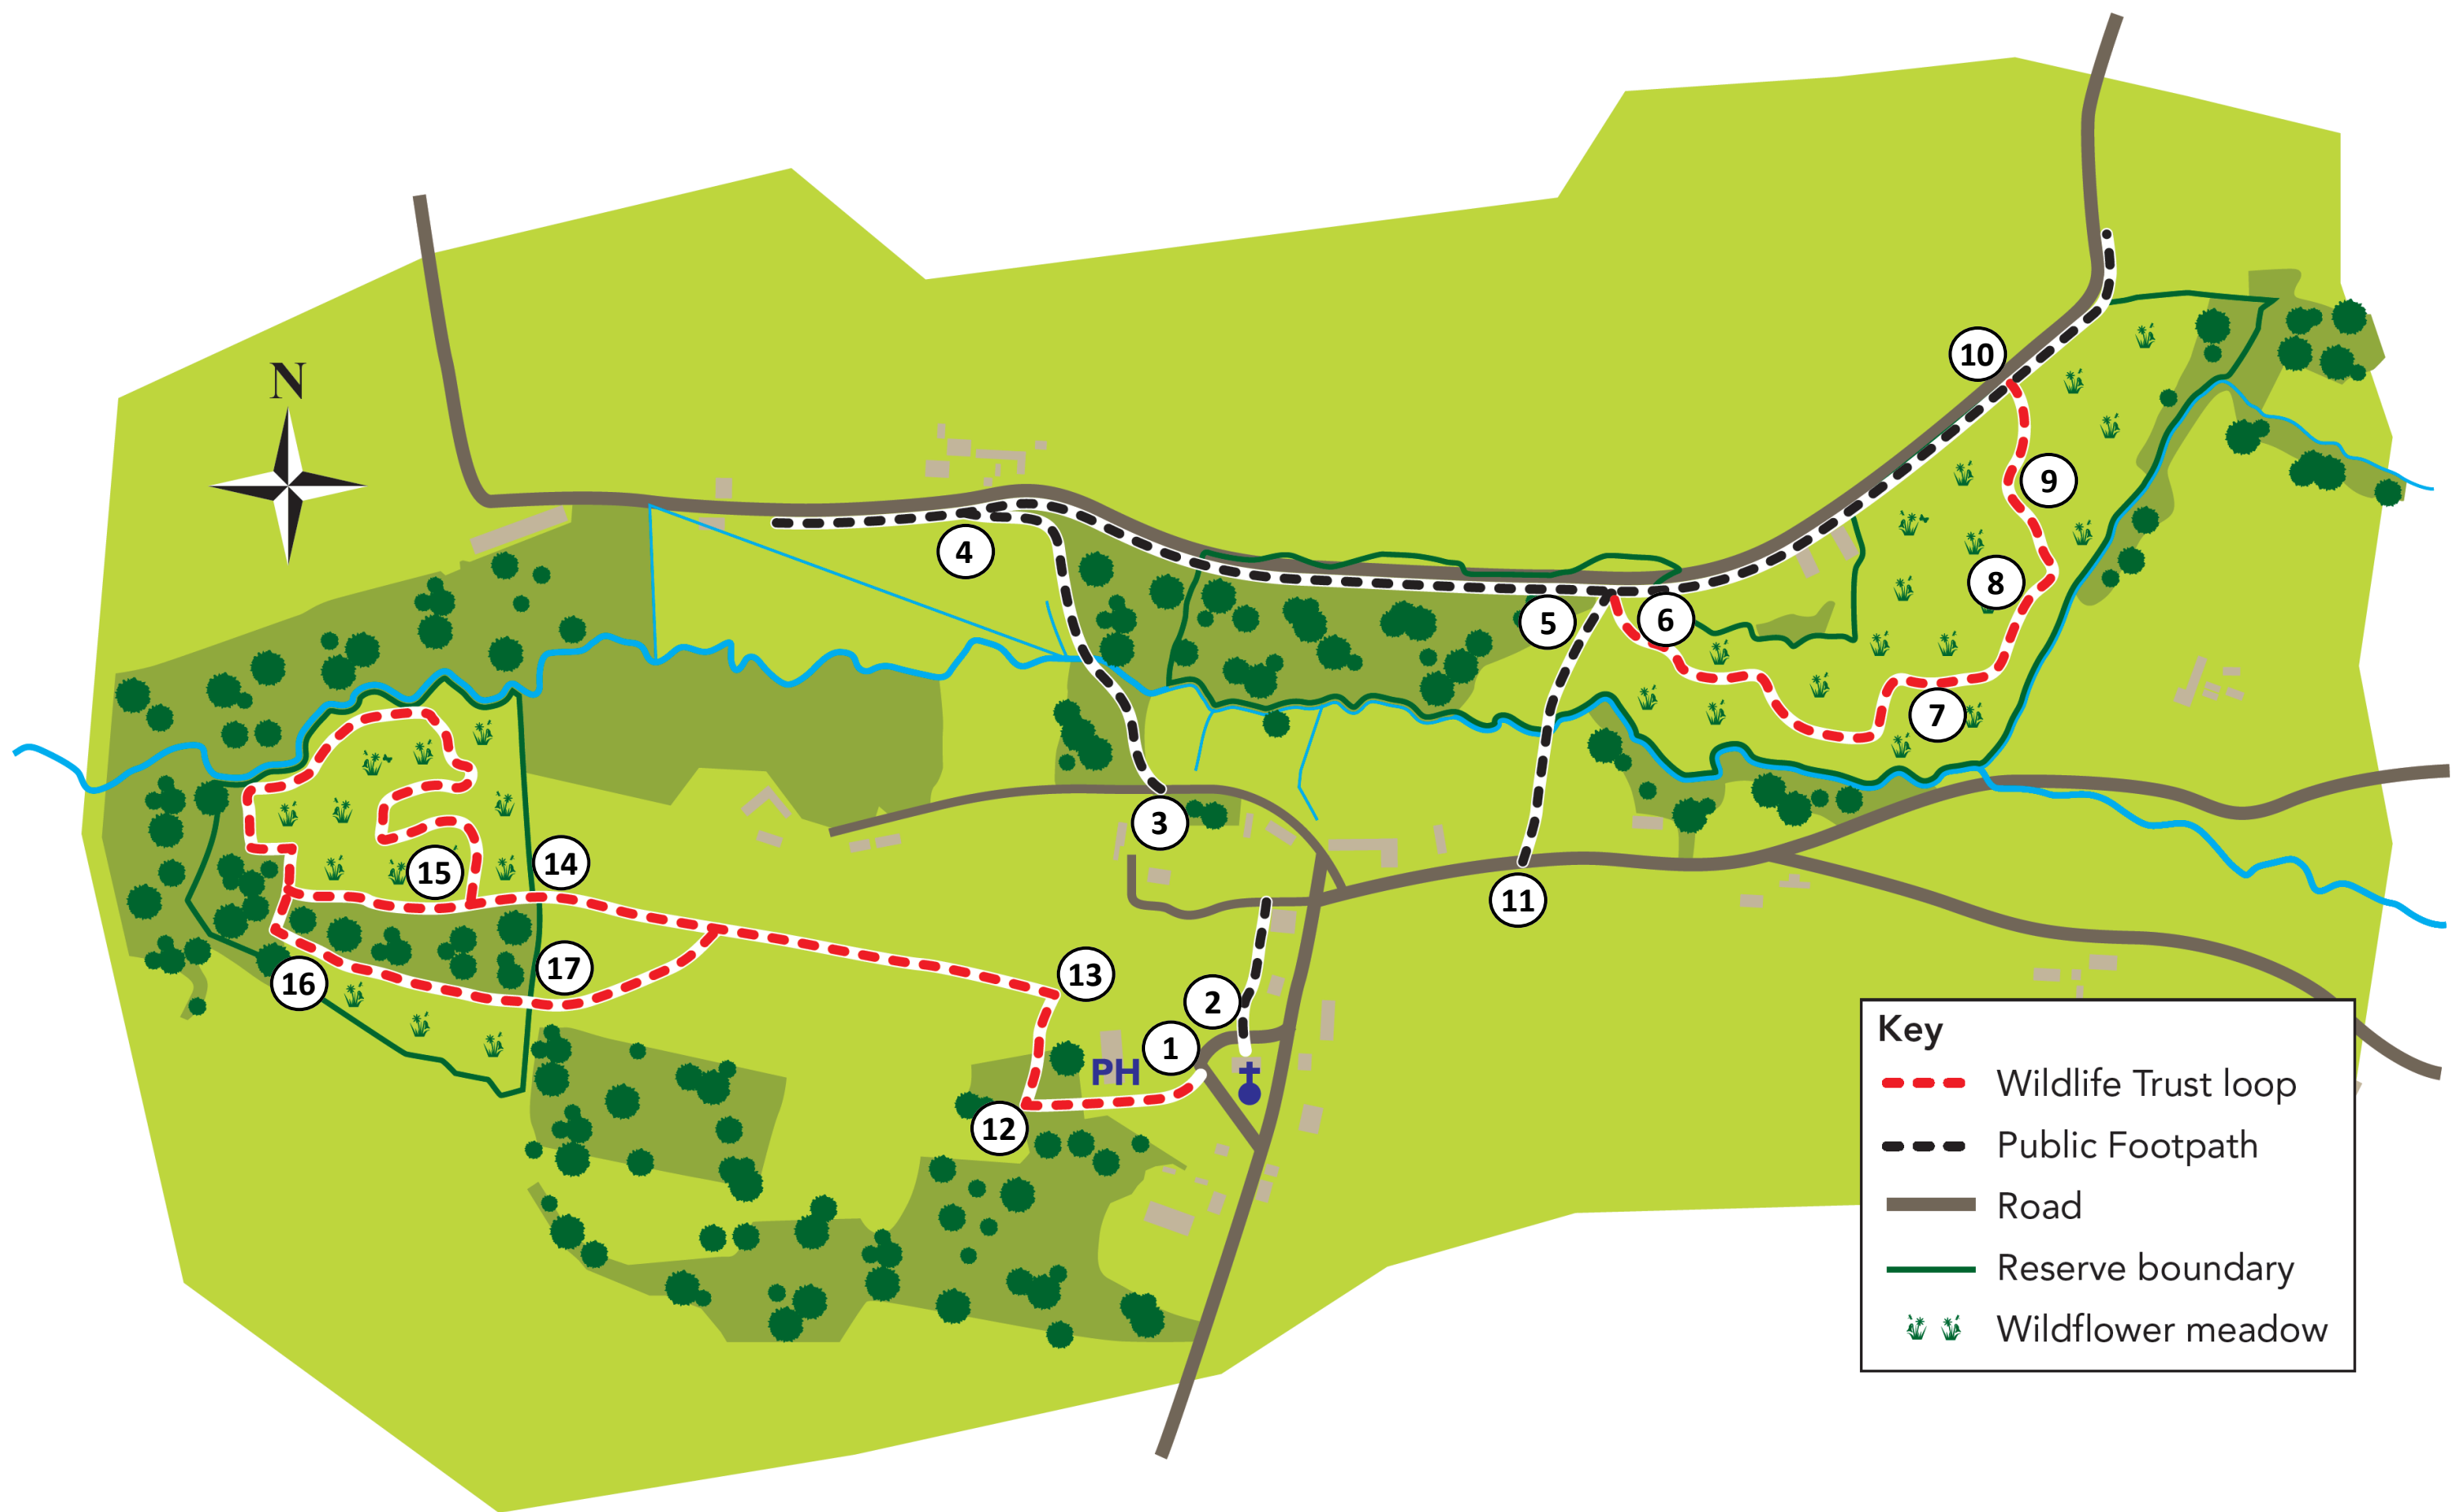 N
10
9
4
8
5
6
7
3
14
15
11
17
13
16
2
1
PH
12
Key
Wildlife Trust loop
Public Footpath
Road
Reserve boundary
Wildflower meadow